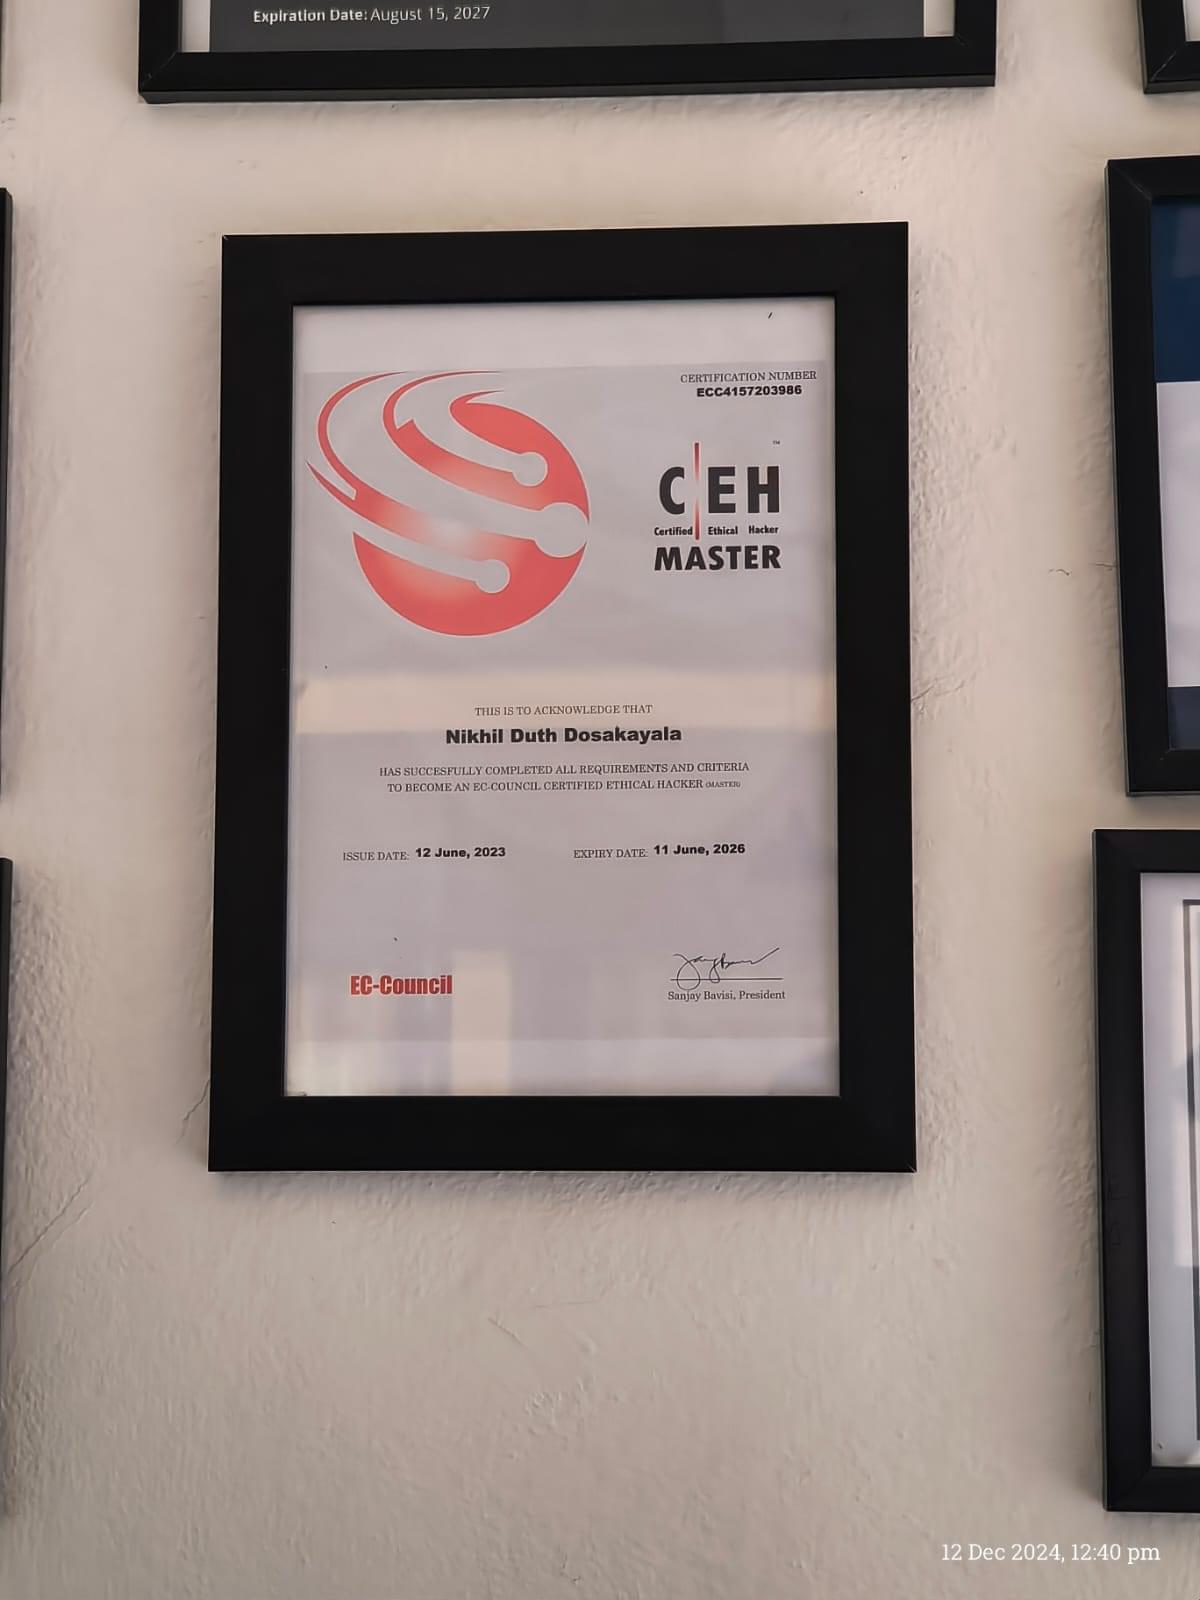 Expiration Date: August 15, 2027
CERTIFICATION NUMBER
ECC4157203986
™
C|EH
Certified Ethical Hacker
MASTER
THIS IS TO ACKNOWLEDGE THAT
Nikhil Duth Dosakayala
HAS SUCCESFULLY COMPLETED ALL REQUIREMENTS AND CRITERIA
TO BECOME AN EC-COUNCIL CERTIFIED ETHICAL HACKER (MASTER)
ISSUE DATE: 12 June, 2023 EXPIRY DATE: 11 June, 2026
EC-Council
Sanjay Bavisi, President
12 Dec 2024, 12:40 pm